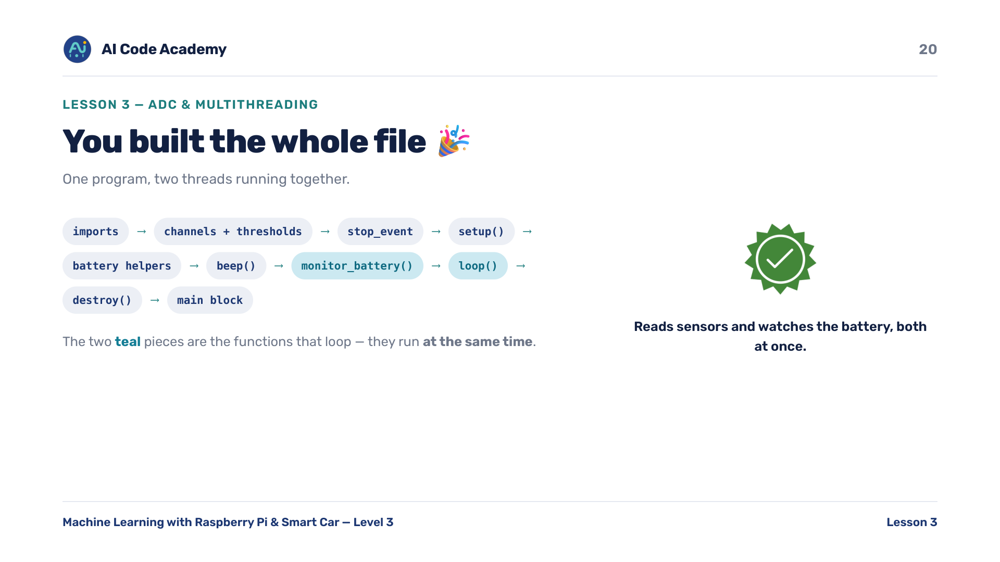 AI Code Academy
20
LESSON 3 — ADC & MULTITHREADING
You built the whole file 🎉
One program, two threads running together.
imports → channels + thresholds → stop_event → setup() →
battery helpers → beep() → monitor_battery() → loop() →
destroy() → main block
The two teal pieces are the functions that loop — they run at the same time.
Reads sensors and watches the battery, both
at once.
Machine Learning with Raspberry Pi & Smart Car — Level 3
Lesson 3